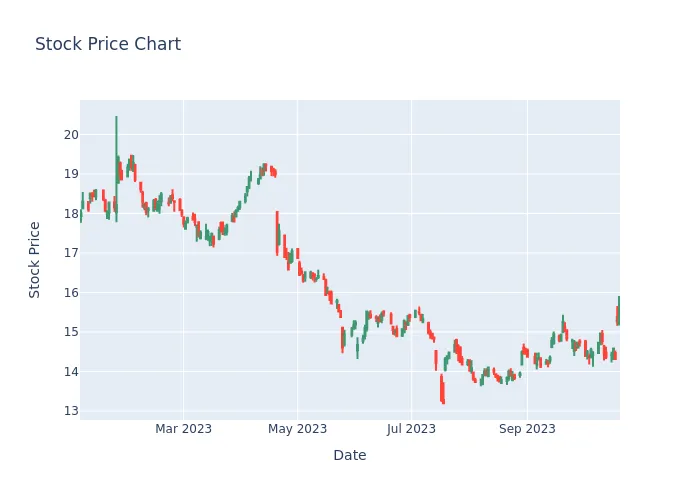 Stock Price Chart
20
19
18
17
16
15
14
13
Stock Price
Mar 2023
May 2023
Jul 2023
Sep 2023
Date